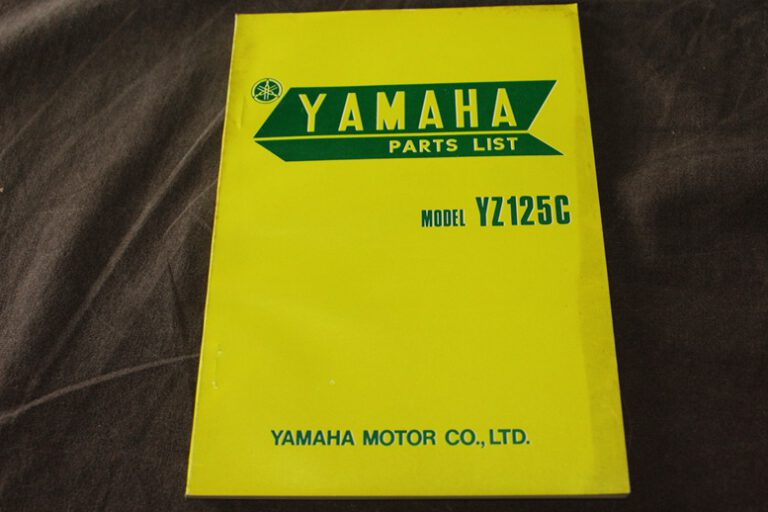 YAMAHA
PARTS LIST
MODEL YZ125C
YAMAHA MOTOR CO., LTD.